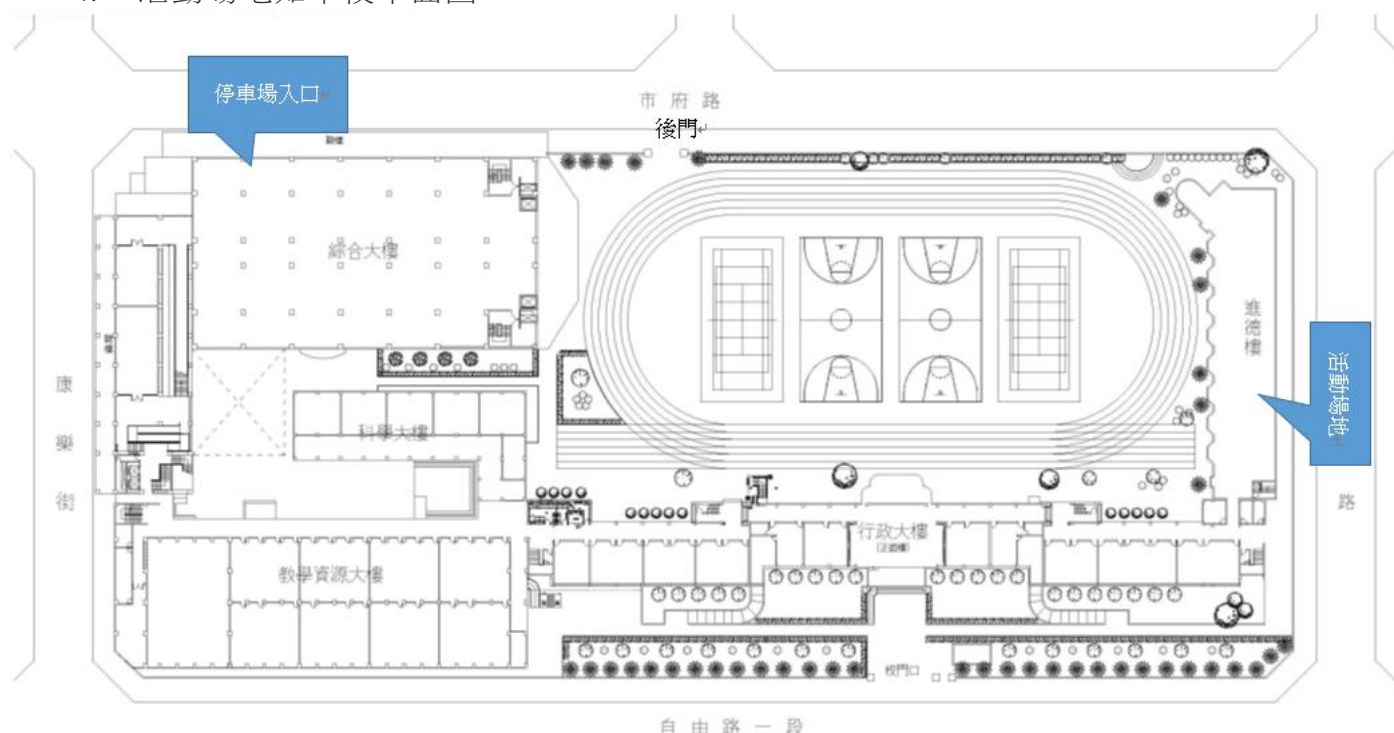 停車場入口
市府路
後門
綜合大樓
進德樓
活動場地
康樂街
科學大樓
路
行政大樓
教學資源大樓
校門口
自由路一段